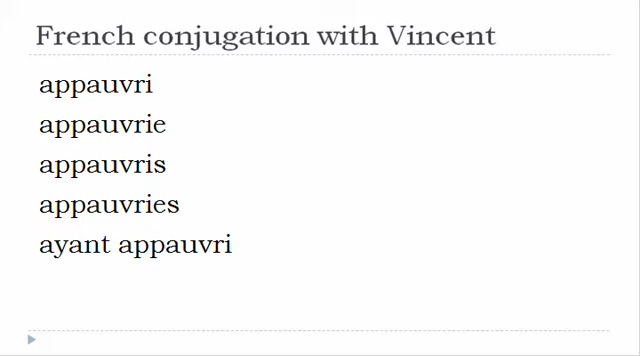 French conjugation with Vincent
appauvri
appauvrie
appauvris
appauvries
ayant appauvri